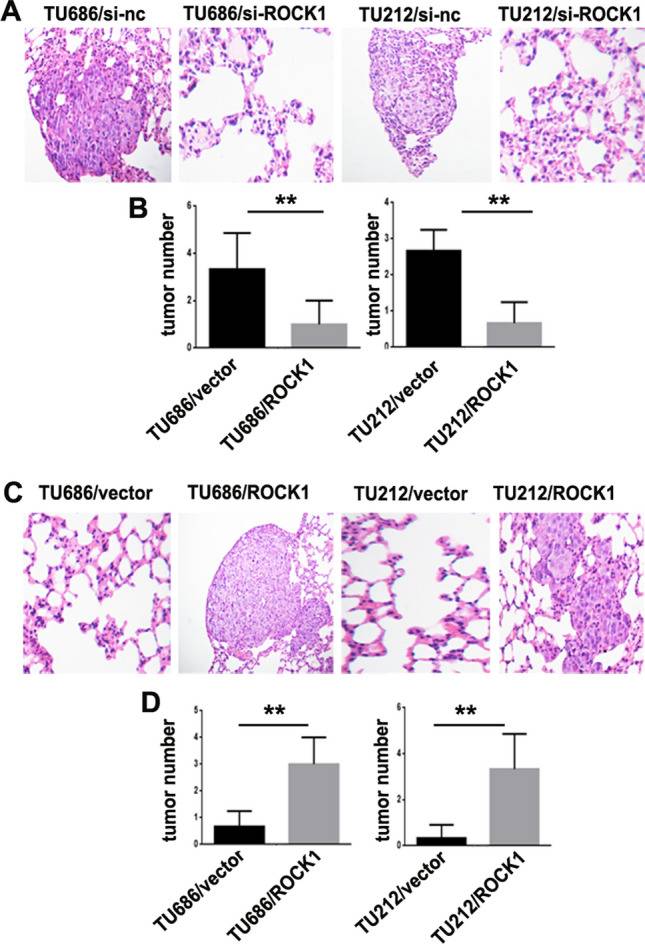 A
TU686/si-nc
TU686/si-ROCK1
TU212/si-nc
TU212/si-ROCK1
B
tumor number
6
4
2
0
**
TU686/vector
TU686/ROCK1
tumor number
4
3
2
1
0
**
TU212/vector
TU212/ROCK1
C
TU686/vector
TU686/ROCK1
TU212/vector
TU212/ROCK1
D
tumor number
5
4
3
2
1
0
**
TU686/vector
TU686/ROCK1
tumor number
6
4
2
0
**
TU212/vector
TU212/ROCK1